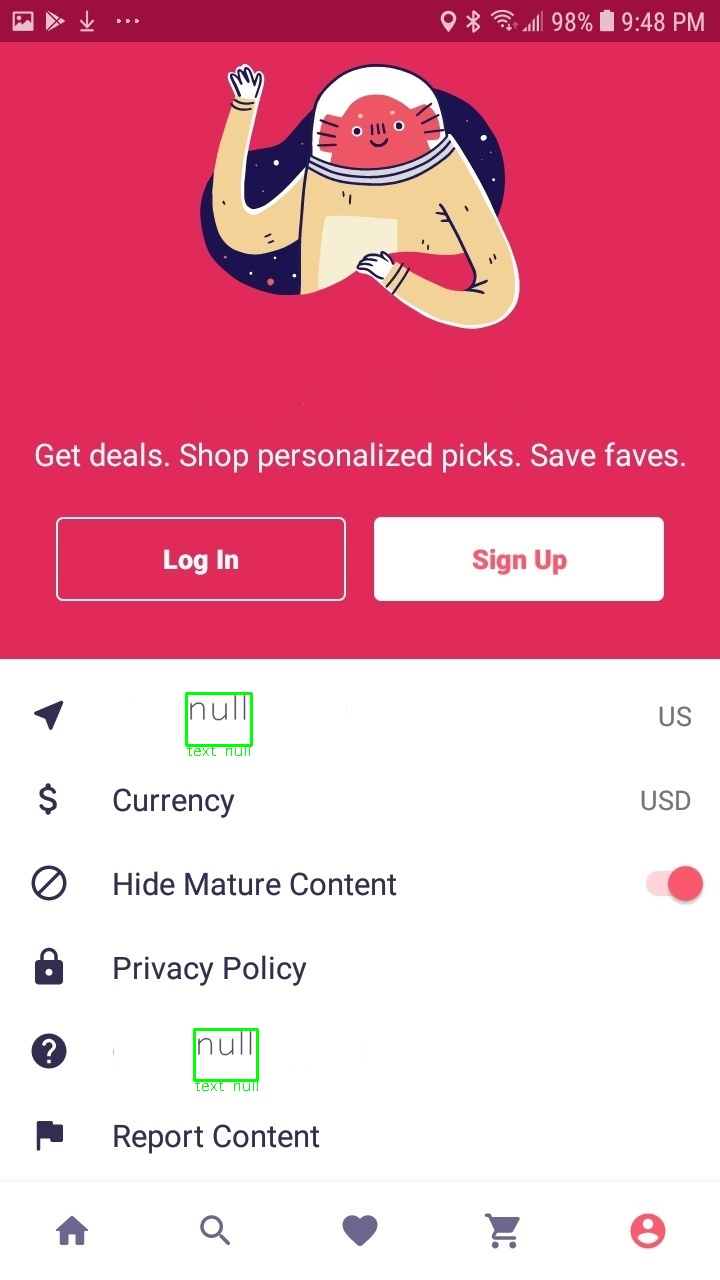 98% 9:48 PM
Get deals. Shop personalized picks. Save faves.
Log In
Sign Up
null
text null
US
Currency
USD
Hide Mature Content
Privacy Policy
null
text null
Report Content